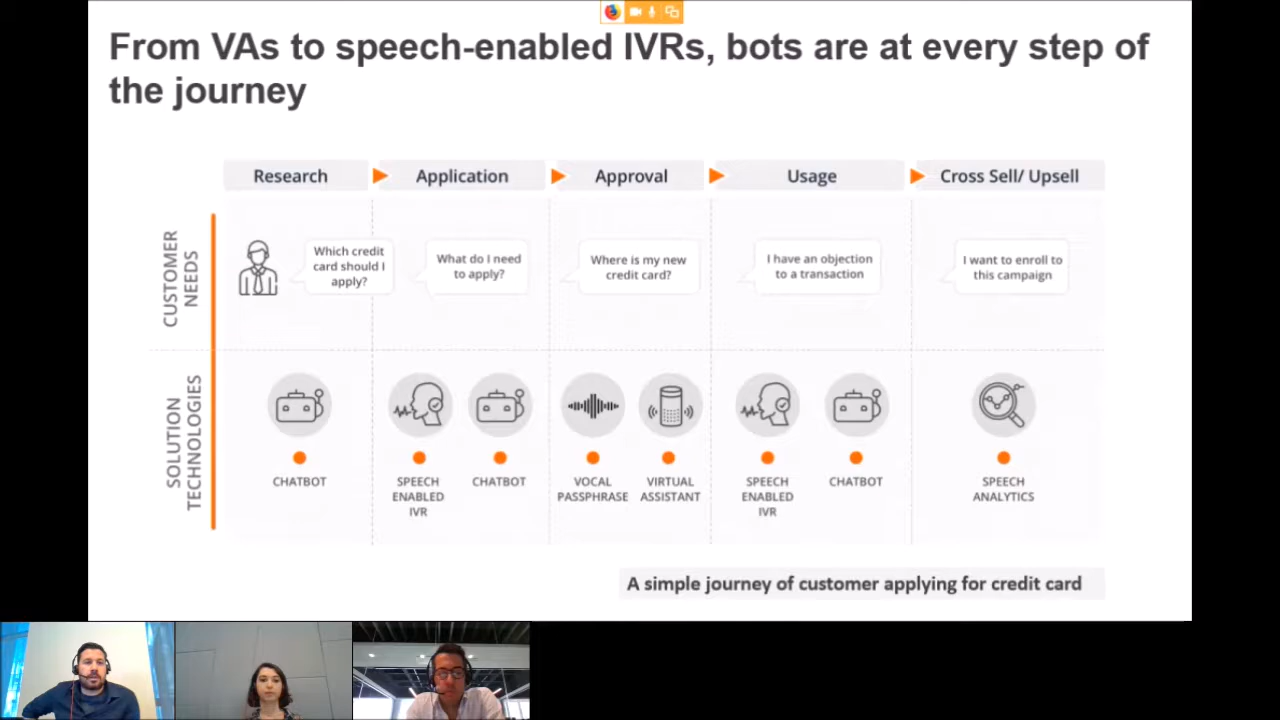 From VAs to speech-enabled IVRs, bots are at every step of
the journey
Research
Application
Approval
Usage
Cross Sell/ Upsell
CUSTOMER
NEEDS
Which credit
card should I
apply?
What do I need
to apply?
Where is my new
credit card?
I have an objection
to a transaction
I want to enroll to
this campaign
SOLUTION
TECHNOLOGIES
CHATBOT
SPEECH
ENABLED
IVR
CHATBOT
VOCAL
PASSPHRASE
VIRTUAL
ASSISTANT
SPEECH
ENABLED
IVR
CHATBOT
SPEECH
ANALYTICS
A simple journey of customer applying for credit card